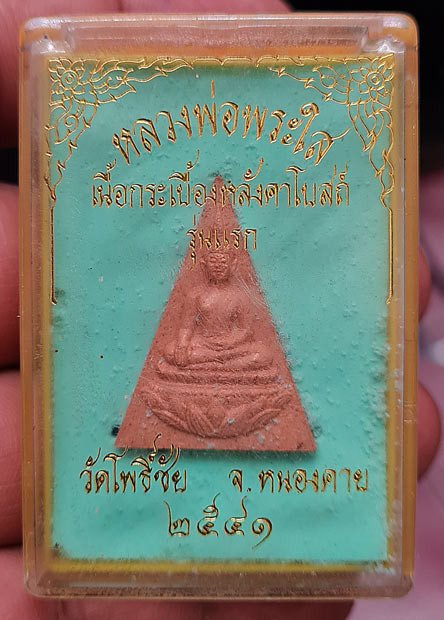 หลวงพ่อพระใส
เนื้อกระเบื้องหลังคาโบสถ์
รุ่นแรก
วัดโพธิ์ชัย จ.หนองคาย
๒๕๔๑